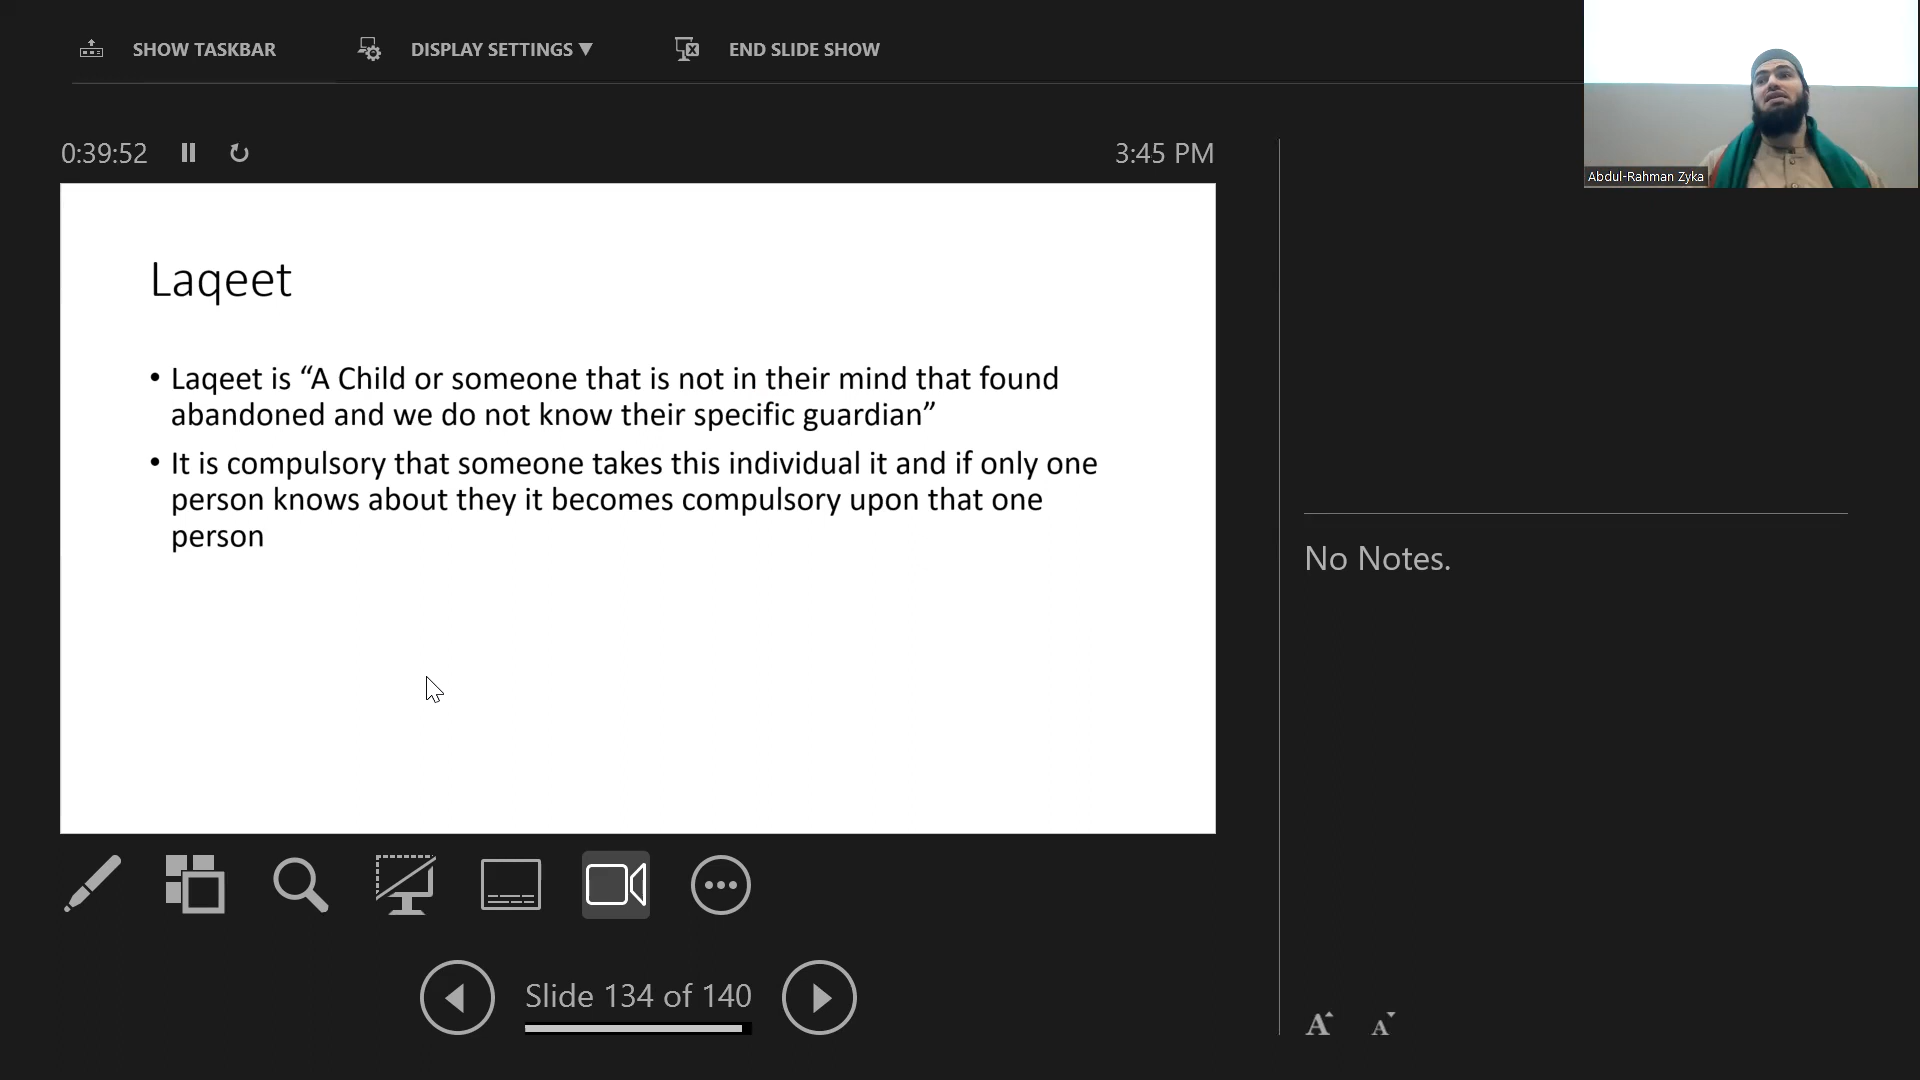 SHOW TASKBAR
DISPLAY SETTINGS ▼
END SLIDE SHOW
Abdul-Rahman Zyka
0:39:52
3:45 PM
Laqeet
• Laqeet is “A Child or someone that is not in their mind that found
abandoned and we do not know their specific guardian”
• It is compulsory that someone takes this individual it and if only one
person knows about they it becomes compulsory upon that one
person
No Notes.
Slide 134 of 140
A A